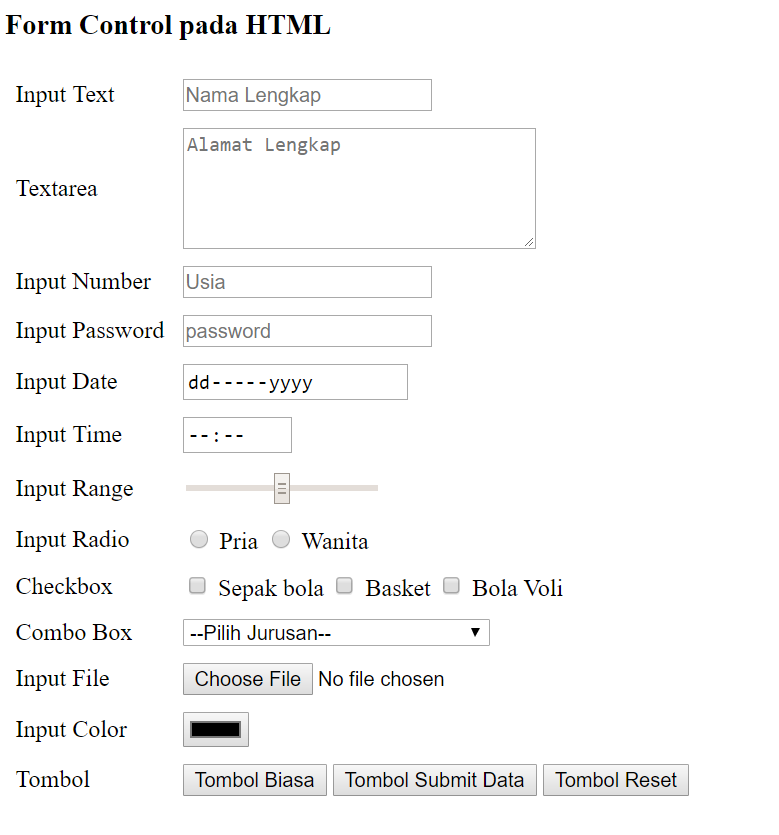 Form Control pada HTML
Input Text Nama Lengkap
Alamat Lengkap
Textarea
Input Number Usia
Input Password password
Input Date dd-----yyyy
Input Time --:--
Input Range
Input Radio Pria Wanita
Checkbox Sepak bola Basket Bola Voli
Combo Box --Pilih Jurusan--
Input File Choose File No file chosen
Input Color
Tombol Tombol Biasa Tombol Submit Data Tombol Reset